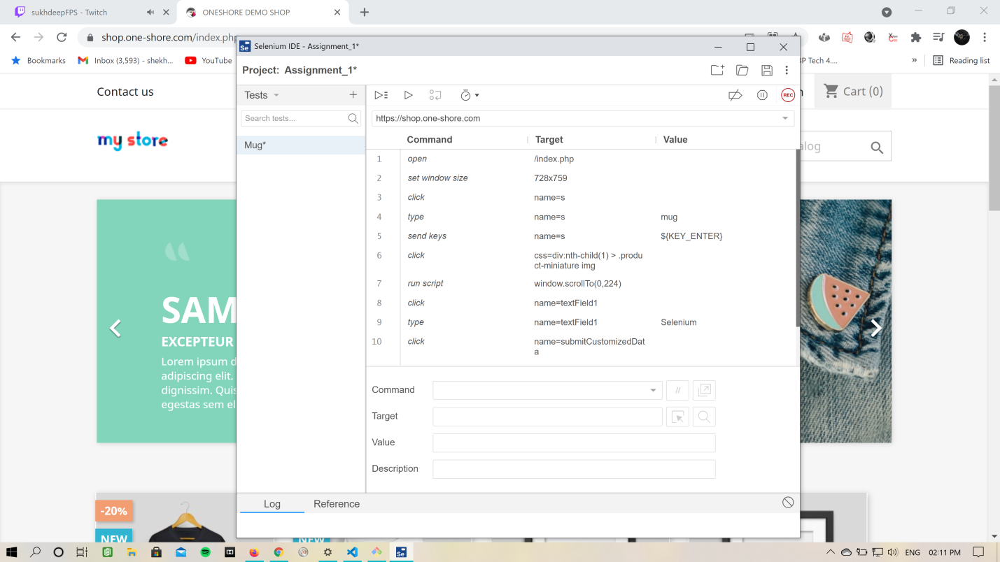 sukhdeepFPS - Twitch
ONESHORE DEMO SHOP
shop.one-shore.com/index.php
Bookmarks
Inbox (3,593) - shekh...
YouTube
P Tech 4....
»
Reading list
Selenium IDE - Assignment_1*
Project: Assignment_1*
Contact us
Cart (0)
my store
alog
Tests
REC
Search tests...
https://shop.one-shore.com
Mug*
Command Target Value
1 open /index.php
2 set window size 728x759
3 click name=s
4 type name=s mug
5 send keys name=s ${KEY_ENTER}
6 click css=div:nth-child(1) > .produ
ct-miniature img
7 run script window.scrollTo(0,224)
8 click name=textField1
9 type name=textField1 Selenium
10 click name=submitCustomizedDat
a
SAM
EXCEPTEUR
Lorem ipsum d
adipiscing elit.
dignissim. Quis
egestas sem el
Command
//
Target
Value
Description
Log Reference
-20%
NEW
NEW
Se
ENG 02:11 PM